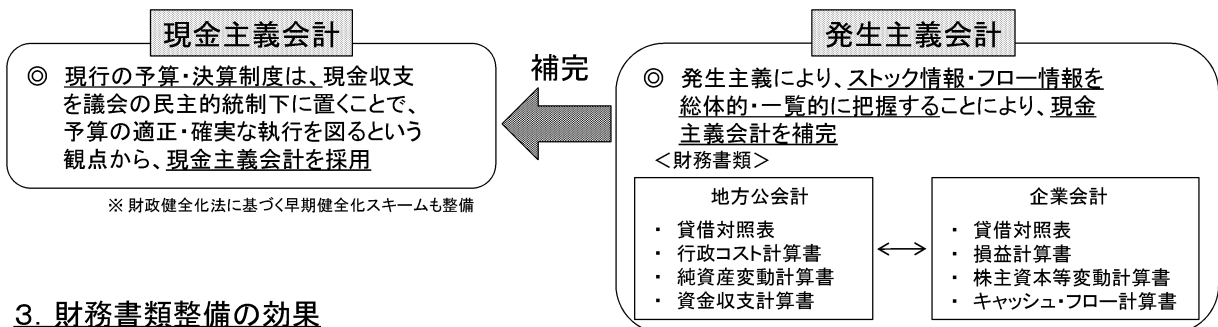 現金主義会計
◎ 現行の予算・決算制度は、現金収支
を議会の民主的統制下に置くことで、
予算の適正・確実な執行を図るという
観点から、現金主義会計を採用
※ 財政健全化法に基づく早期健全化スキームも整備
補完
発生主義会計
◎ 発生主義により、ストック情報・フロー情報を
総体的・一覧的に把握することにより、現金
主義会計を補完
＜財務書類＞
地方公会計
・ 貸借対照表
・ 行政コスト計算書
・ 純資産変動計算書
・ 資金収支計算書
企業会計
・ 貸借対照表
・ 損益計算書
・ 株主資本等変動計算書
・ キャッシュ・フロー計算書
３．財務書類整備の効果